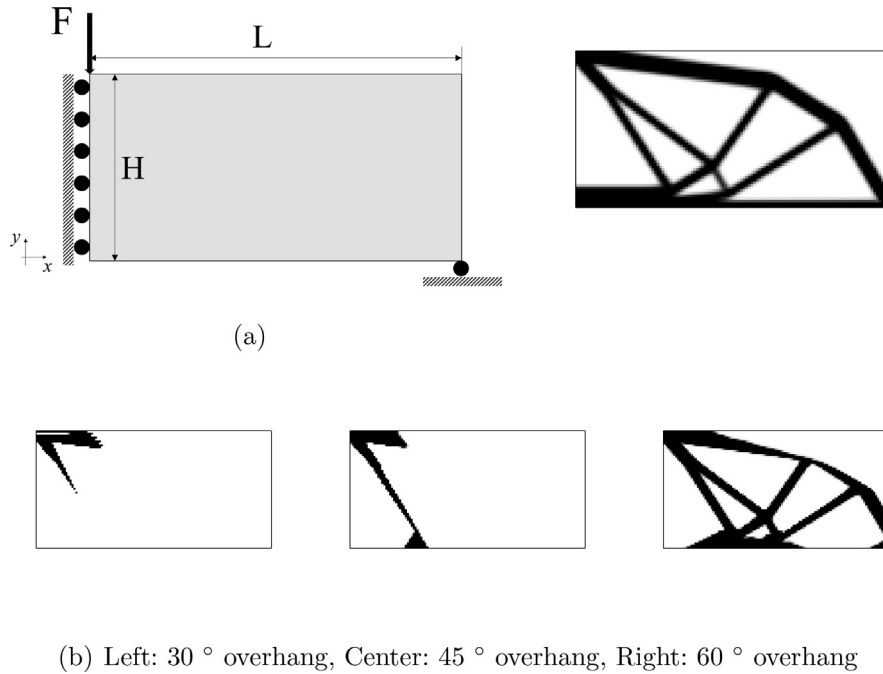 F
L
H
y
x
(a)
(b) Left: 30 ° overhang, Center: 45 ° overhang, Right: 60 ° overhang